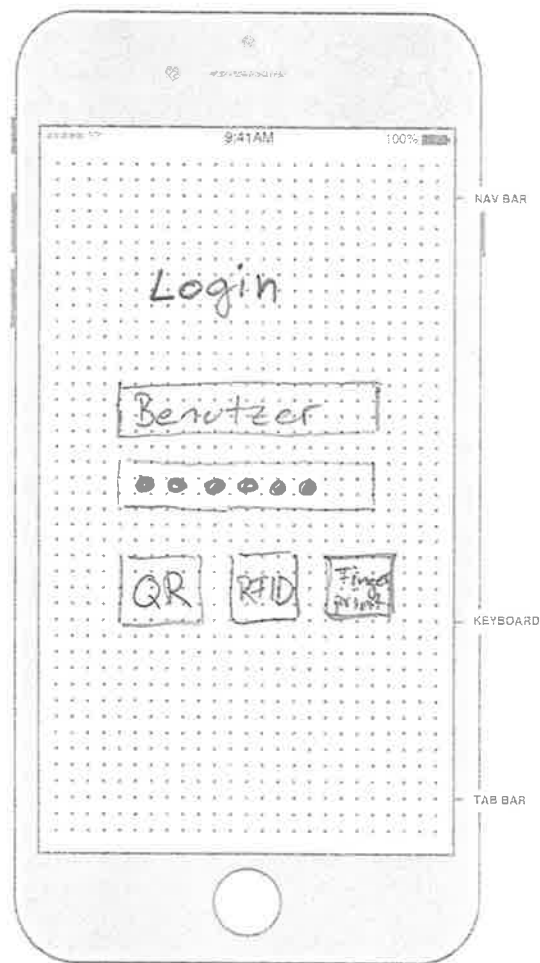 9:41AM 100%
NAV BAR
Login
Benutzer
QR RFID Finger
print
KEYBOARD
TAB BAR